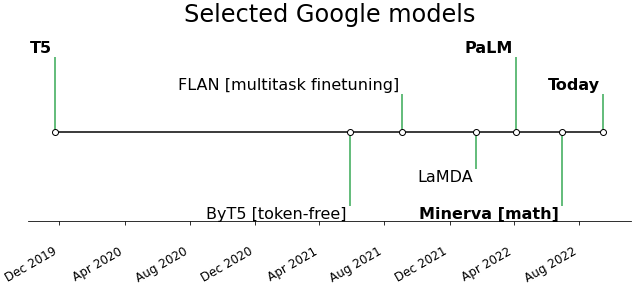 Selected Google models
T5
PaLM
FLAN [multitask finetuning]
Today
LaMDA
ByT5 [token-free]
Minerva [math]
Dec 2019
Apr 2020
Aug 2020
Dec 2020
Apr 2021
Aug 2021
Dec 2021
Apr 2022
Aug 2022